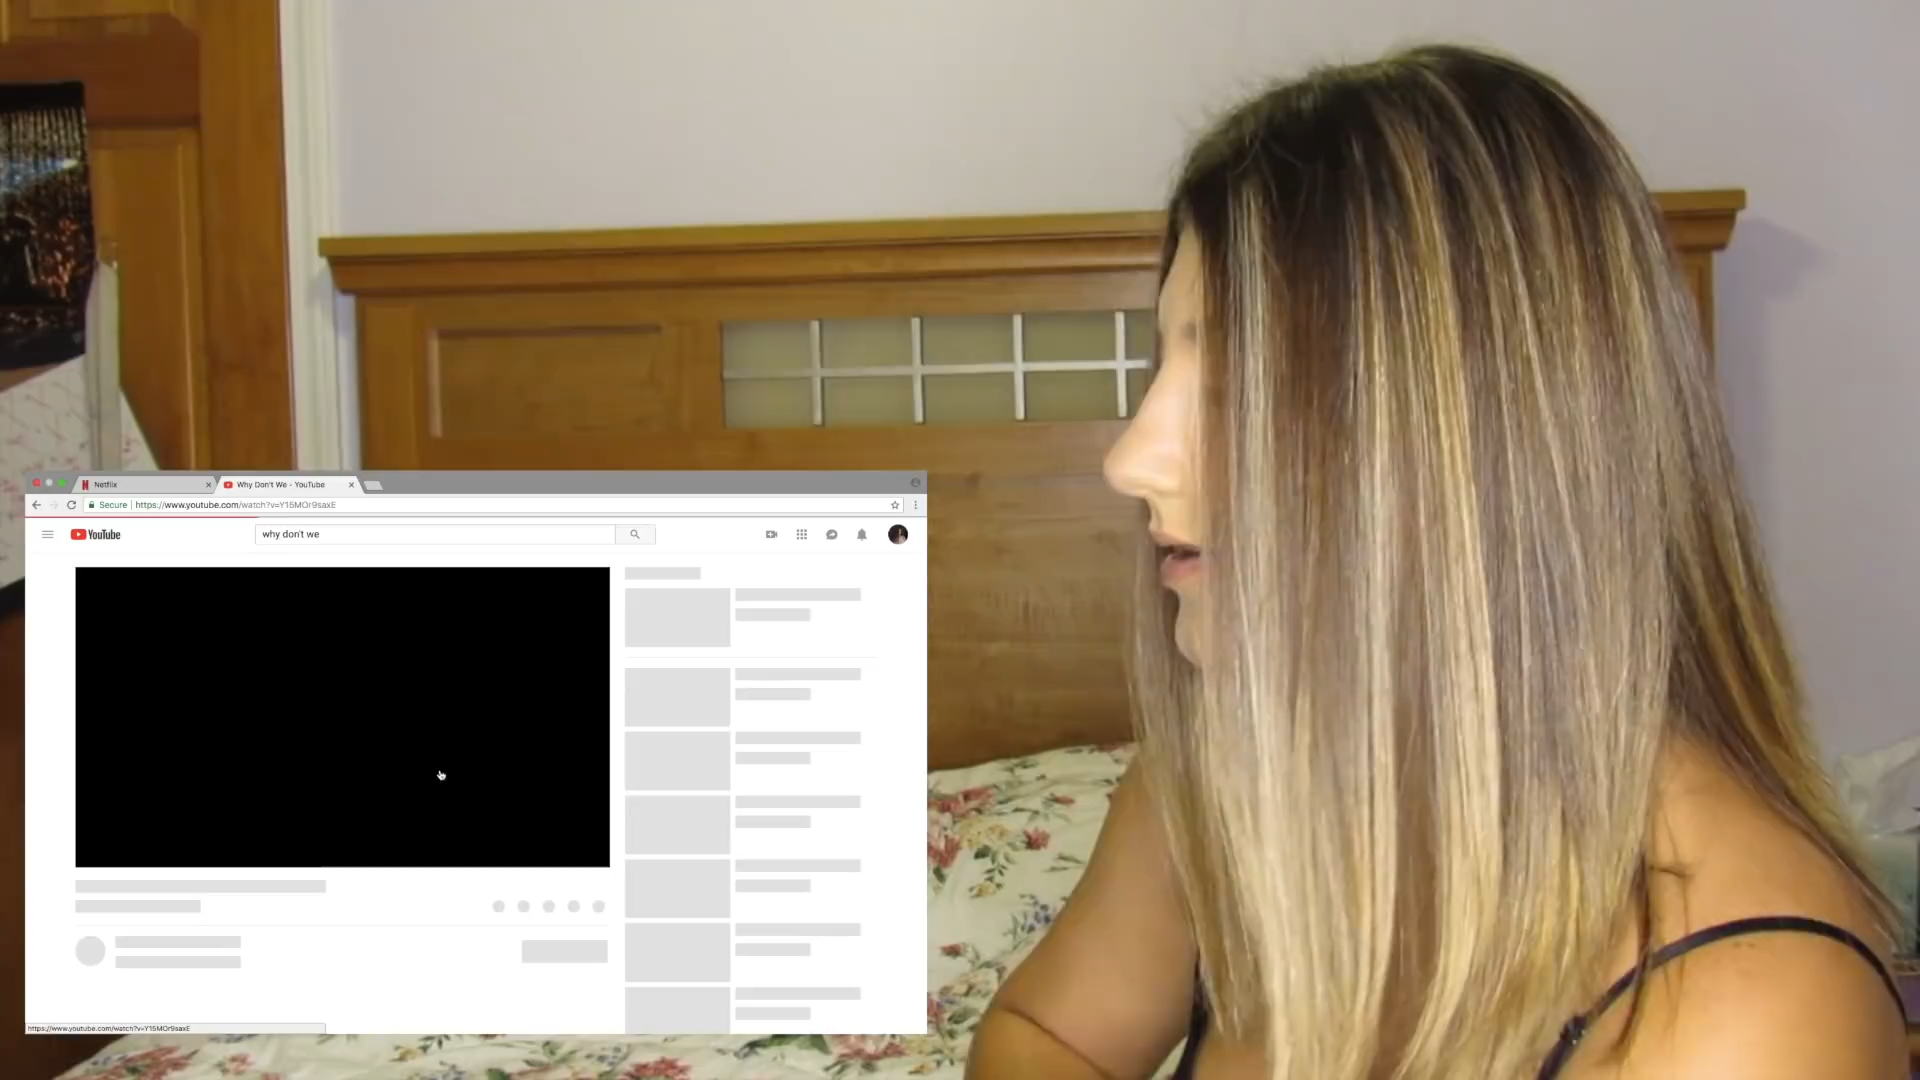 Netflix
Why Don't We - YouTube
Secure
https://www.youtube.com/watch?v=Y15MOr9saxE
YouTube
why don't we
https://www.youtube.com/watch?v=Y15MOr9saxE